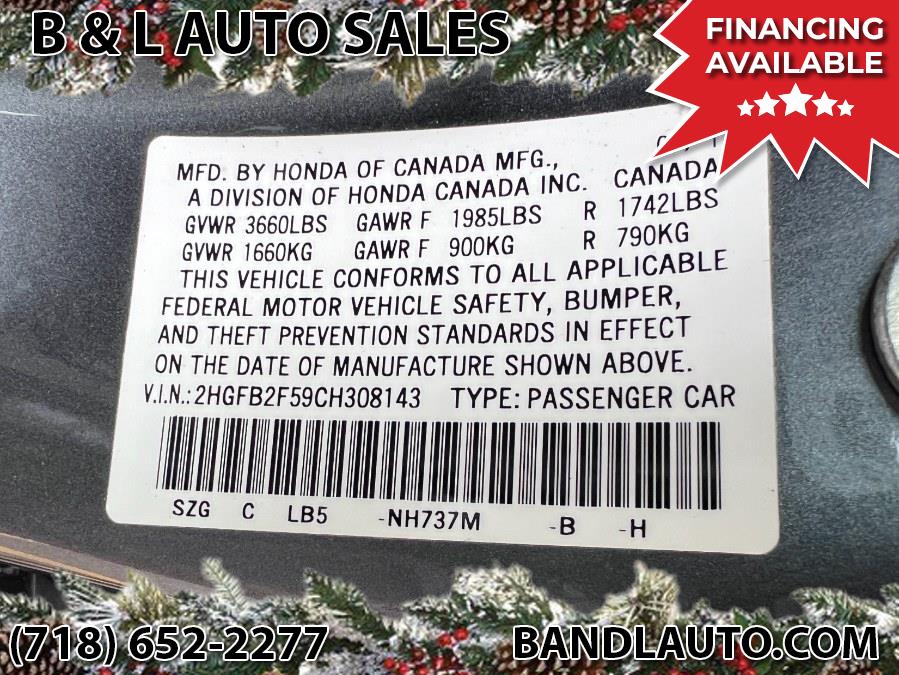 B & L AUTO SALES
FINANCING
AVAILABLE
MFD. BY HONDA OF CANADA MFG.,
A DIVISION OF HONDA CANADA INC. CANADA
GVWR 3660LBS GAWR F 1985LBS R 1742LBS
GVWR 1660KG GAWR F 900KG R 790KG
THIS VEHICLE CONFORMS TO ALL APPLICABLE
FEDERAL MOTOR VEHICLE SAFETY, BUMPER,
AND THEFT PREVENTION STANDARDS IN EFFECT
ON THE DATE OF MANUFACTURE SHOWN ABOVE.
V.I.N.: 2HGFB2F59CH308143 TYPE: PASSENGER CAR
SZG C LB5 -NH737M -B -H
(718) 652-2277 BANDLAUTO.COM